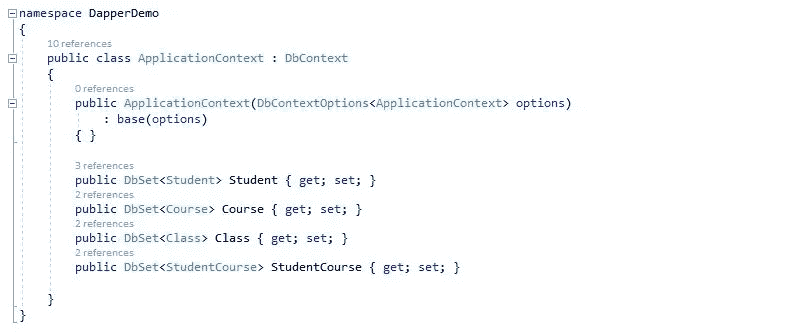 namespace DapperDemo
{
10 references
public class ApplicationContext : DbContext
{
0 references
public ApplicationContext(DbContextOptions<ApplicationContext> options)
: base(options)
{ }
3 references
public DbSet<Student> Student { get; set; }
2 references
public DbSet<Course> Course { get; set; }
2 references
public DbSet<Class> Class { get; set; }
2 references
public DbSet<StudentCourse> StudentCourse { get; set; }
}
}